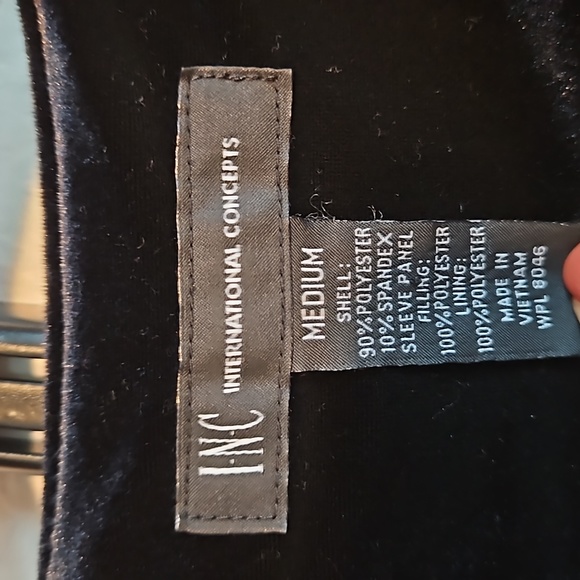 I·N·C INTERNATIONAL CONCEPTS
MEDIUM
SHELL:
90%POLYESTER
10%SPANDEX
SLEEVE PANEL
FILLING:
100%POLYESTER
LINING:
100%POLYESTER
MADE IN
VIETNAM
WPL 8046